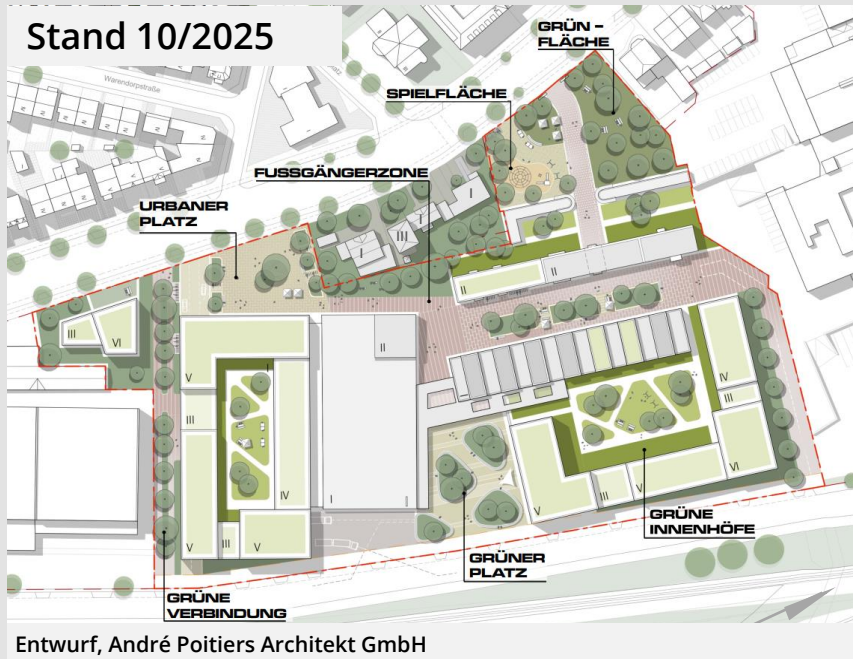 Stand 10/2025
GRÜN -
FLÄCHE
Warendorpstraße
SPIELFLÄCHE
FUSSGÄNGERZONE
URBANER
PLATZ
I
I
III
I
II
II
III
VI
II
V
I
IV
III
III
IV
I
II
V
III
V
VI
V
III
V
GRÜNE
INNENHÖFE
GRÜNER
PLATZ
GRÜNE
VERBINDUNG
Entwurf, André Poitiers Architekt GmbH